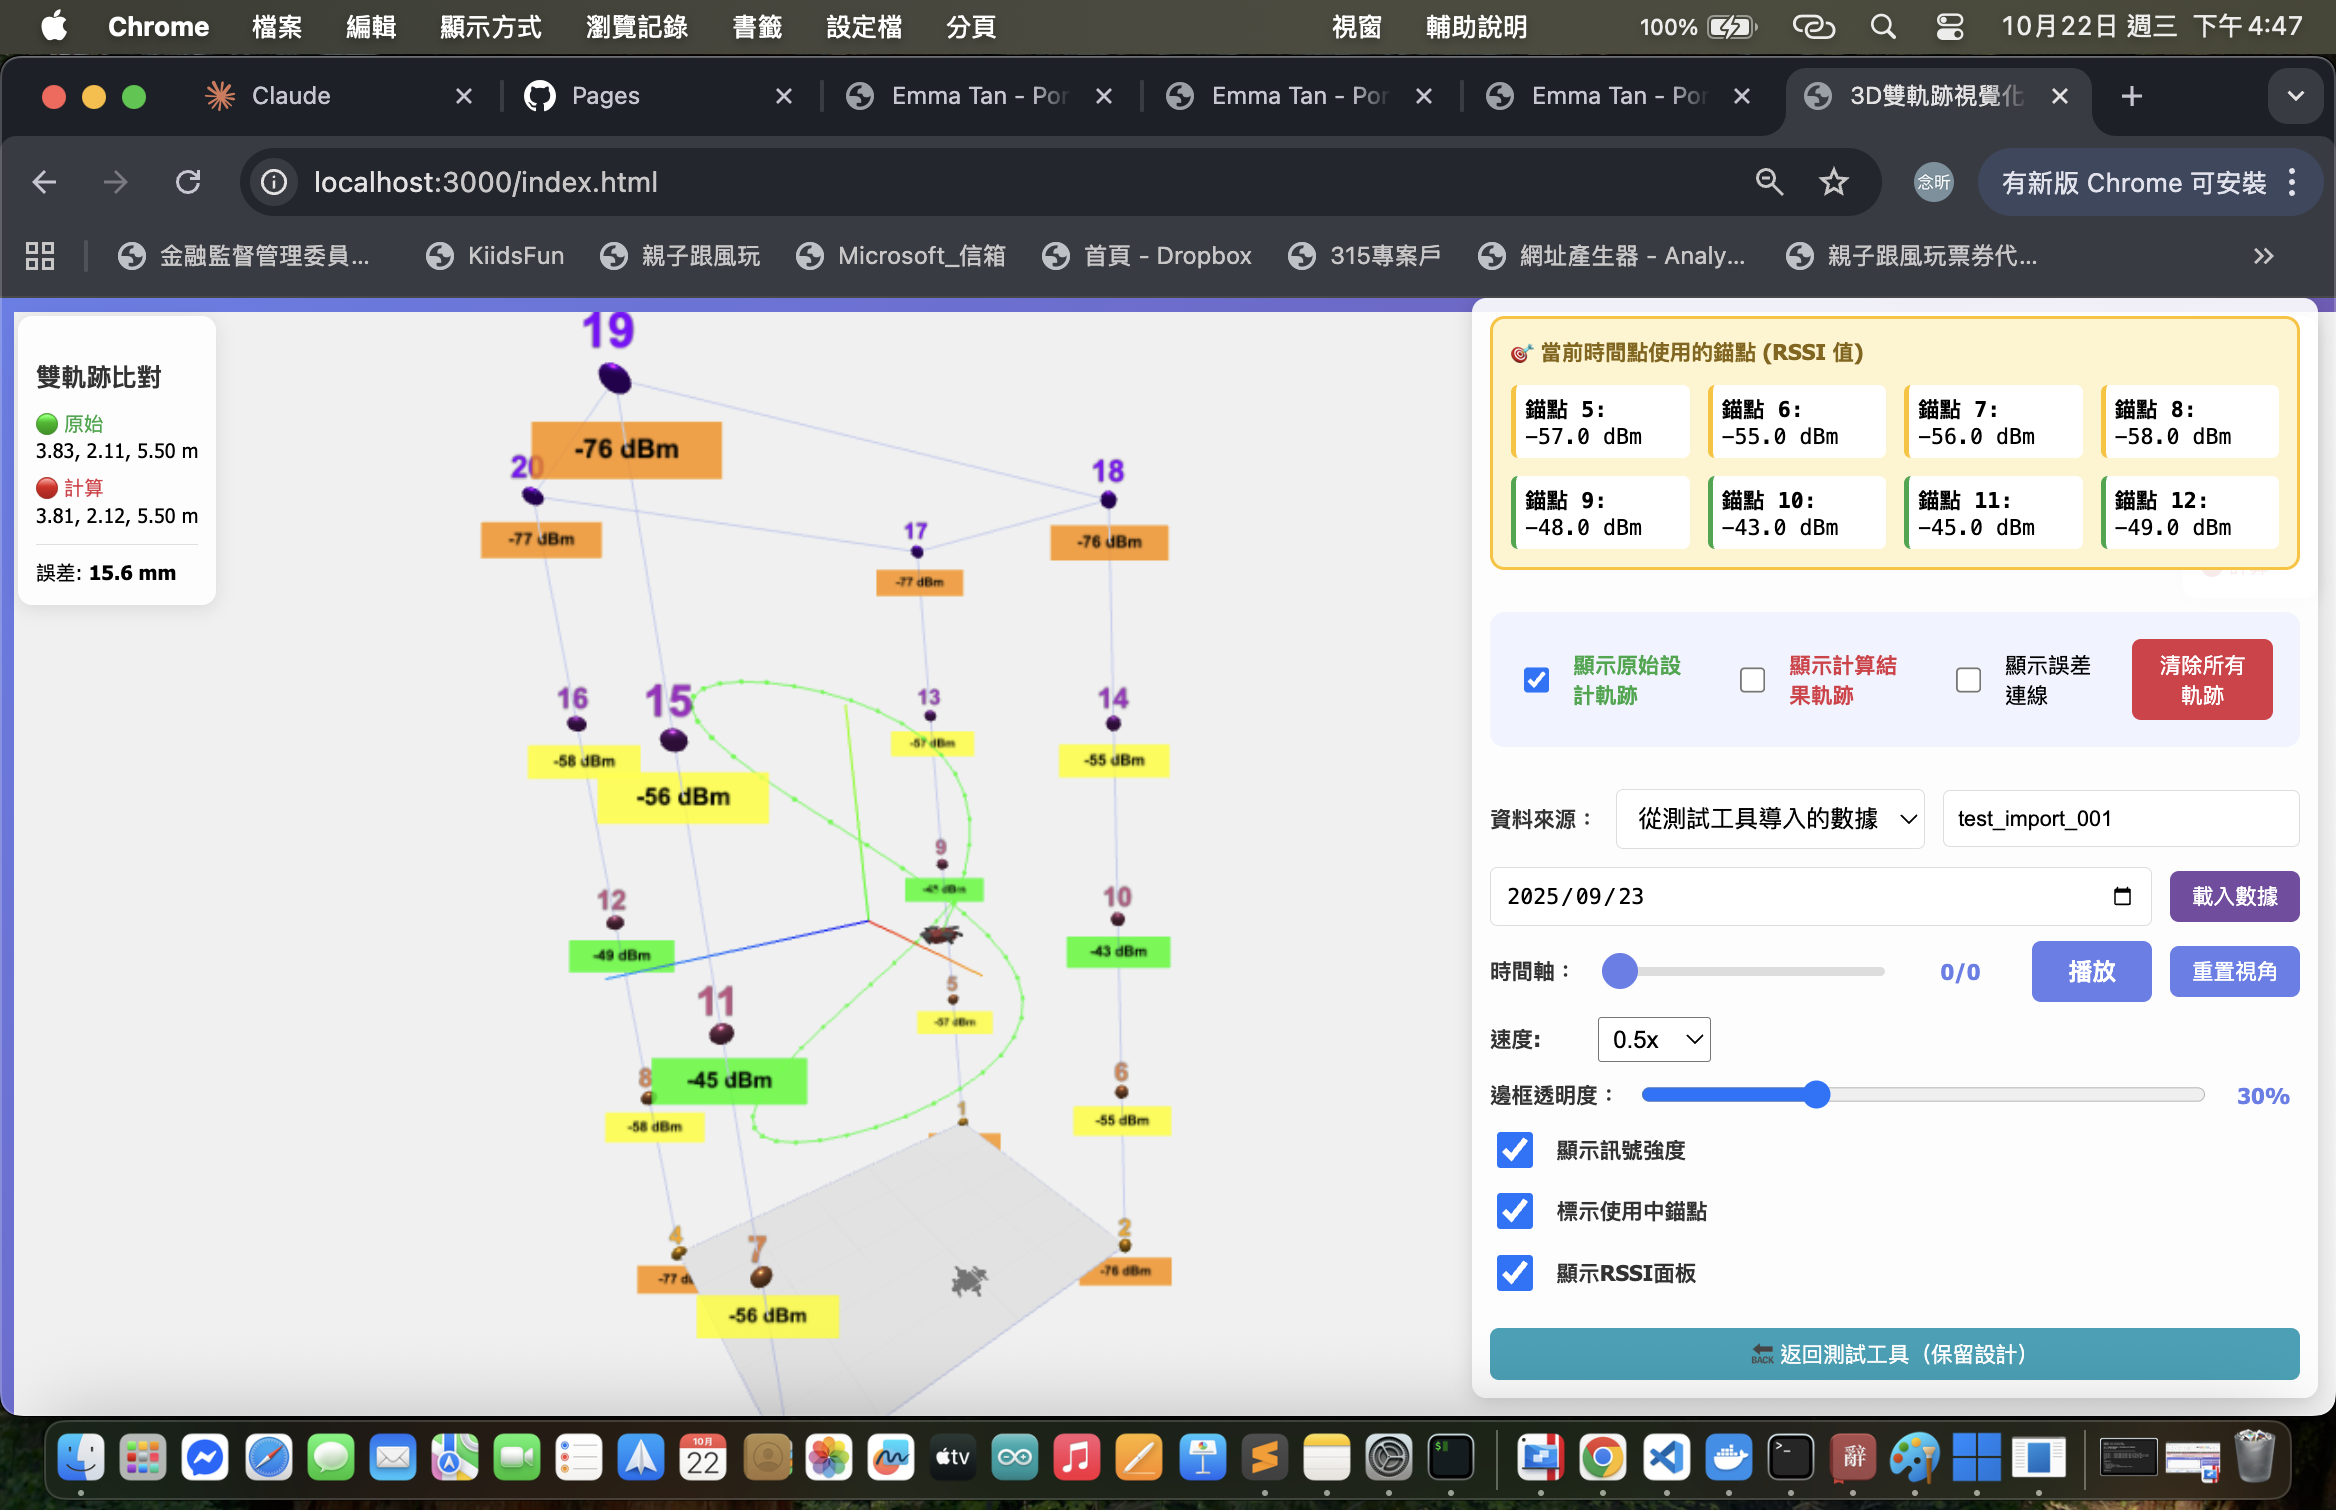 Chrome 檔案 編輯 顯示方式 瀏覽記錄 書籤 設定檔 分頁 視窗 輔助說明 100% 10月22日 週三 下午4:47
Claude Pages Emma Tan - Por Emma Tan - Por Emma Tan - Por 3D雙軌跡視覺化
localhost:3000/index.html 念昕 有新版 Chrome 可安裝
金融監督管理委員... KiidsFun 親子跟風玩 Microsoft_信箱 首頁 - Dropbox 315專案戶 網址產生器 - Analy... 親子跟風玩票券代...
雙軌跡比對
原始
3.83, 2.11, 5.50 m
計算
3.81, 2.12, 5.50 m
誤差: 15.6 mm
19
-76 dBm
20
-77 dBm
18
-76 dBm
17
-77 dBm
16
-58 dBm
15
-56 dBm
13
-57 dBm
14
-55 dBm
9
12
-49 dBm
10
-43 dBm
11
-45 dBm
5
-57 dBm
8
-58 dBm
6
-55 dBm
1
4
7
-56 dBm
2
-76 dBm
當前時間點使用的錨點 (RSSI 值)
錨點 5: 錨點 6: 錨點 7: 錨點 8:
-57.0 dBm -55.0 dBm -56.0 dBm -58.0 dBm
錨點 9: 錨點 10: 錨點 11: 錨點 12:
-48.0 dBm -43.0 dBm -45.0 dBm -49.0 dBm
顯示原始設 顯示計算結 顯示誤差 清除所有
計軌跡 果軌跡 連線 軌跡
資料來源： 從測試工具導入的數據 test_import_001
2025/09/23 載入數據
時間軸： 0/0 播放 重置視角
速度: 0.5x
邊框透明度： 30%
顯示訊號強度
標示使用中錨點
顯示RSSI面板
BACK 返回測試工具（保留設計）
10月
22
tv
辭